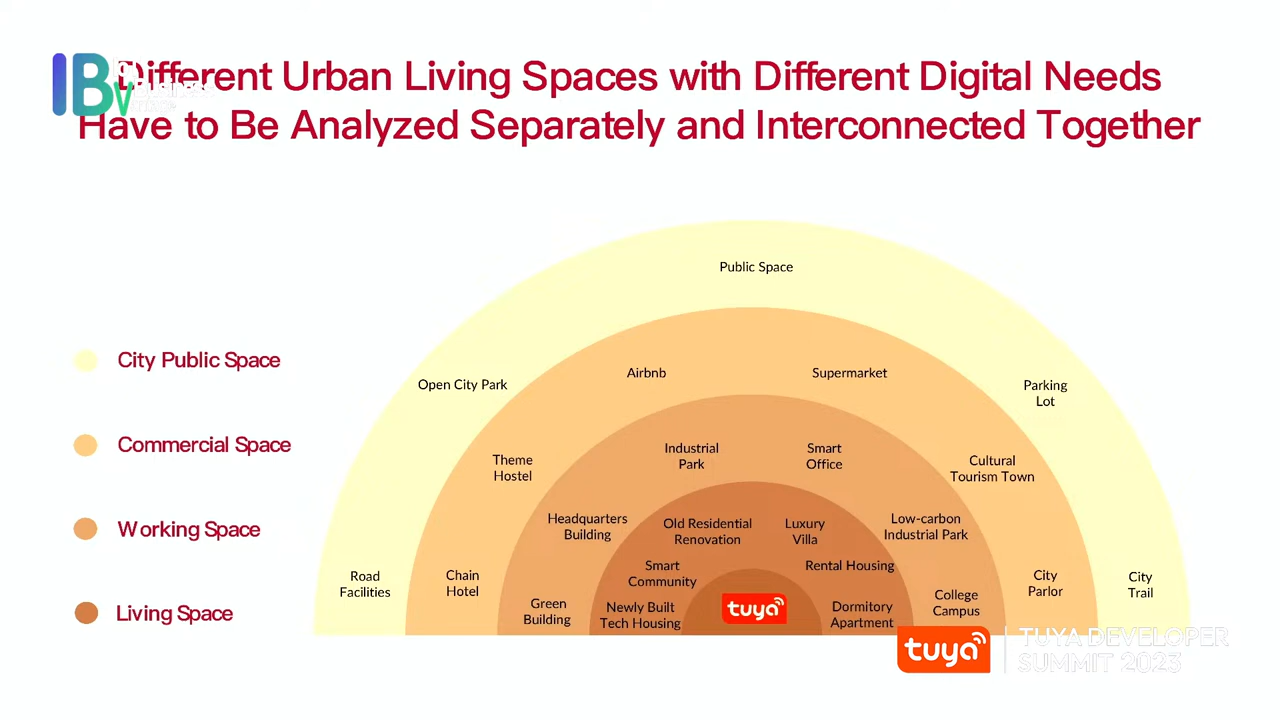 IB
V
Different Urban Living Spaces with Different Digital Needs
Have to Be Analyzed Separately and Interconnected Together
Public Space
City Public Space
Commercial Space
Working Space
Living Space
Open City Park
Airbnb
Supermarket
Parking
Lot
Theme
Hostel
Industrial
Park
Smart
Office
Cultural
Tourism Town
Headquarters
Building
Old Residential
Renovation
Luxury
Villa
Low-carbon
Industrial Park
Smart
Community
Rental Housing
Road
Facilities
Chain
Hotel
Green
Building
Newly Built
Tech Housing
tuya
Dormitory
Apartment
College
Campus
City
Parlor
City
Trail
tuya
TUYA DEVELOPER
SUMMIT 2023